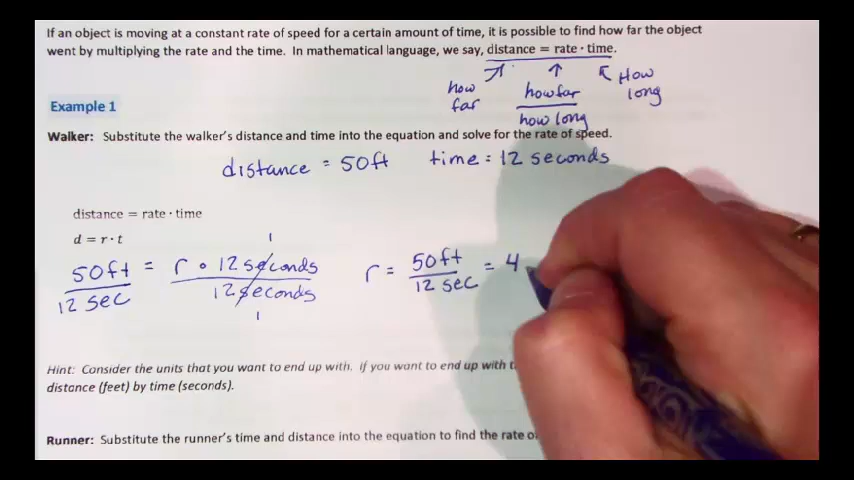 If an object is moving at a constant rate of speed for a certain amount of time, it is possible to find how far the object
went by multiplying the rate and the time. In mathematical language, we say, distance = rate · time.
how far
how far / how long
How long
Example 1
Walker: Substitute the walker's distance and time into the equation and solve for the rate of speed.
distance = 50ft time = 12 seconds
distance = rate · time
d = r · t
1
50ft / 12 sec = r • 12 seconds / 12 seconds
1
r = 50ft / 12 sec = 4
Hint: Consider the units that you want to end up with. if you want to end up with
distance (feet) by time (seconds).
Runner: Substitute the runner's time and distance into the equation to find the rate